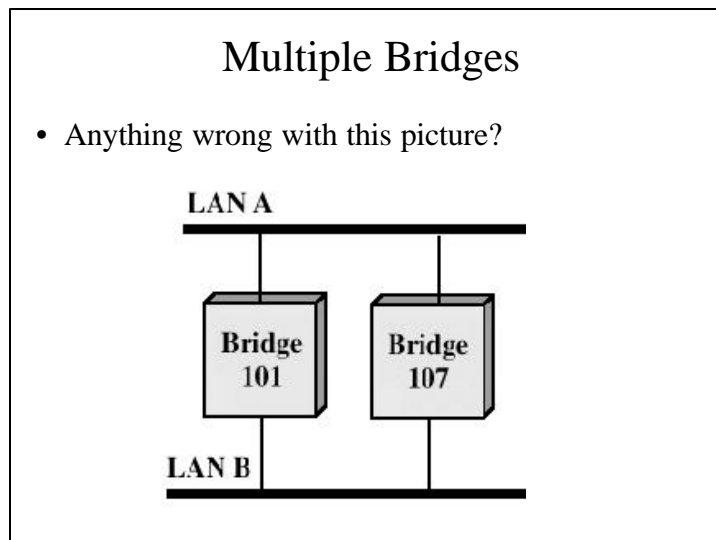 Multiple Bridges
• Anything wrong with this picture?
LAN A
Bridge
101
Bridge
107
LAN B